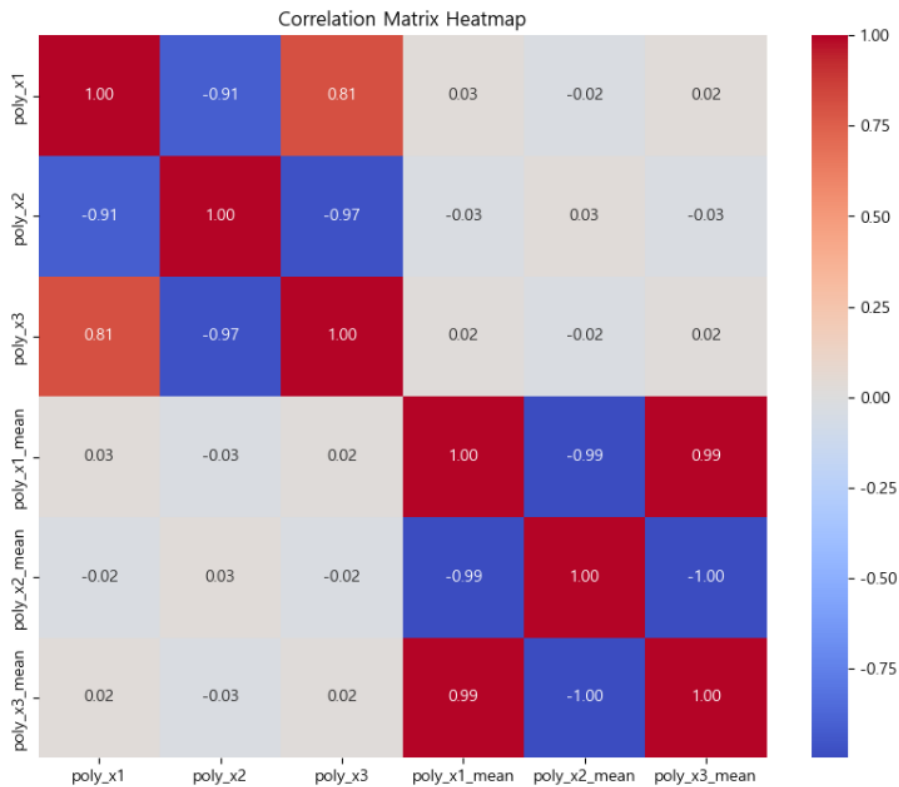 Correlation Matrix Heatmap
poly_x1
1.00 -0.91 0.81 0.03 -0.02 0.02
poly_x2
-0.91 1.00 -0.97 -0.03 0.03 -0.03
poly_x3
0.81 -0.97 1.00 0.02 -0.02 0.02
poly_x1_mean
0.03 -0.03 0.02 1.00 -0.99 0.99
poly_x2_mean
-0.02 0.03 -0.02 -0.99 1.00 -1.00
poly_x3_mean
0.02 -0.03 0.02 0.99 -1.00 1.00
poly_x1 poly_x2 poly_x3 poly_x1_mean poly_x2_mean poly_x3_mean
1.00
0.75
0.50
0.25
0.00
-0.25
-0.50
-0.75